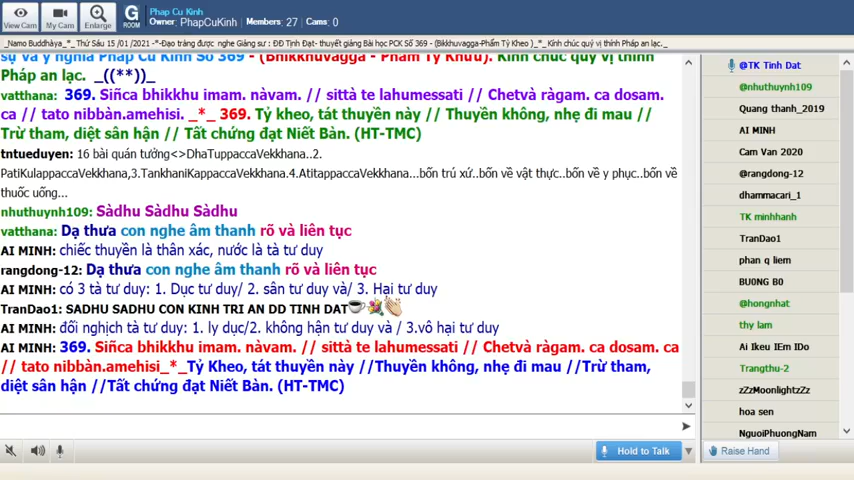 View Cam
My Cam
Enlarge
G
ROOM
Phap Cu Kinh
Owner: PhapCuKinh | Members: 27 | Cams: 0
_Namo Buddhàya_*_ Thứ Sáu 15 /01 /2021 -*-Đạo tràng được nghe Giảng sư : ĐĐ Tịnh Đạt- thuyết giảng Bài học PCK Số 369 - (Bikkhuvagga-Phẩm Tỷ Kheo )_*_ Kính chúc quý vị thính Pháp an lạc._
sự và ý nghĩa Pháp Cú Kinh Số 369 - (Bhikkhuvagga - Phẩm Tỳ Khưu). Kính chúc quý vị thính
Pháp an lạc. _((**))_
vatthana: 369. Siñca bhikkhu imam. nàvam. // sittà te lahumessati // Chetvà ràgam. ca dosam.
ca // tato nibbàn.amehisi. _*_ 369. Tỷ kheo, tát thuyền này // Thuyền không, nhẹ đi mau //
Trừ tham, diệt sân hận // Tất chứng đạt Niết Bàn. (HT-TMC)
tntueduyen: 16 bài quán tưởng<>DhaTuppaccaVekkhana..2.
PatiKulappaccaVekkhana,3.TankhaniKappaccaVekkhana.4.AtitappaccaVekkhana...bốn trú xứ..bốn về vật thực..bốn về y phục..bốn về
thuốc uống...
nhuthuynh109: Sàdhu Sàdhu Sàdhu
vatthana: Dạ thưa con nghe âm thanh rõ và liên tục
AI MINH: chiếc thuyền là thân xác, nước là tà tư duy
rangdong-12: Dạ thưa con nghe âm thanh rõ và liên tục
AI MINH: có 3 tà tư duy: 1. Dục tư duy/ 2. sân tư duy và/ 3. Hại tư duy
TranDao1: SADHU SADHU CON KINH TRI AN DD TINH DAT
AI MINH: đối nghịch tà tư duy: 1. ly dục/2. không hận tư duy và / 3.vô hại tư duy
AI MINH: 369. Siñca bhikkhu imam. nàvam. // sittà te lahumessati // Chetvà ràgam. ca dosam. ca
// tato nibbàn.amehisi_*_Tỷ Kheo, tát thuyền này //Thuyền không, nhẹ đi mau //Trừ tham,
diệt sân hận //Tất chứng đạt Niết Bàn. (HT-TMC)
Hold to Talk
@TK Tinh Dat
@nhuthuynh109
Quang thanh_2019
AI MINH
Cam Van 2020
@rangdong-12
dhammacari_1
TK minhhanh
TranDao1
phan q liem
BU0NG B0
@hongnhat
thy lam
Ai Ikeu IEm IDo
Trangthu-2
zZzMoonlightzZz
hoa sen
NguoiPhuongNam
Raise Hand